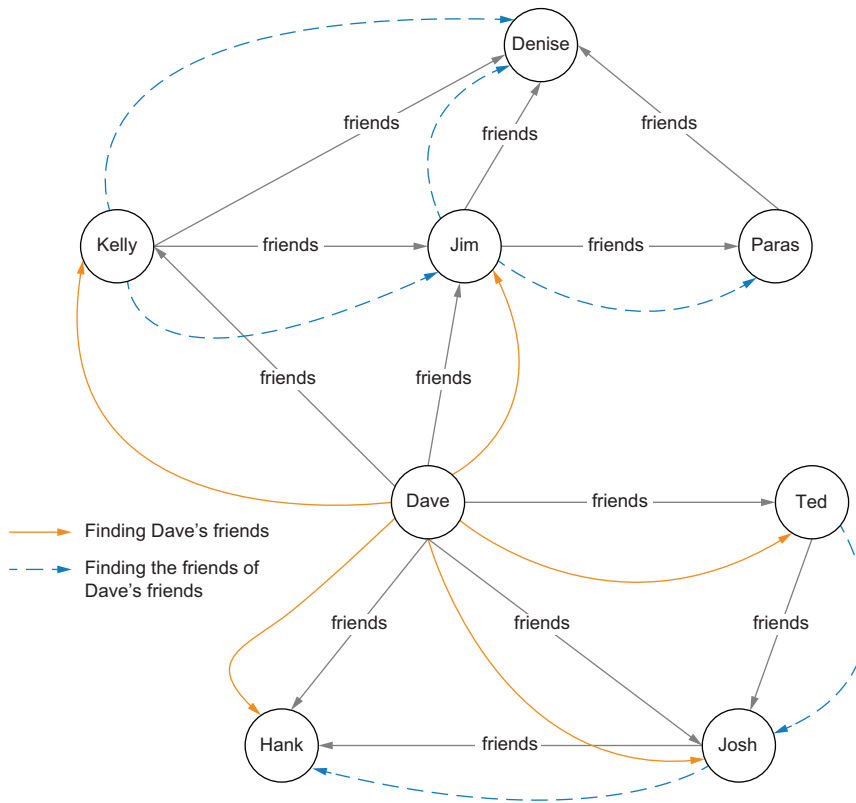 Denise
friends
friends
friends
Kelly
friends
Jim
friends
Paras
friends
friends
Dave
friends
Ted
Finding Dave's friends
Finding the friends of
Dave's friends
friends
friends
friends
Hank
friends
Josh